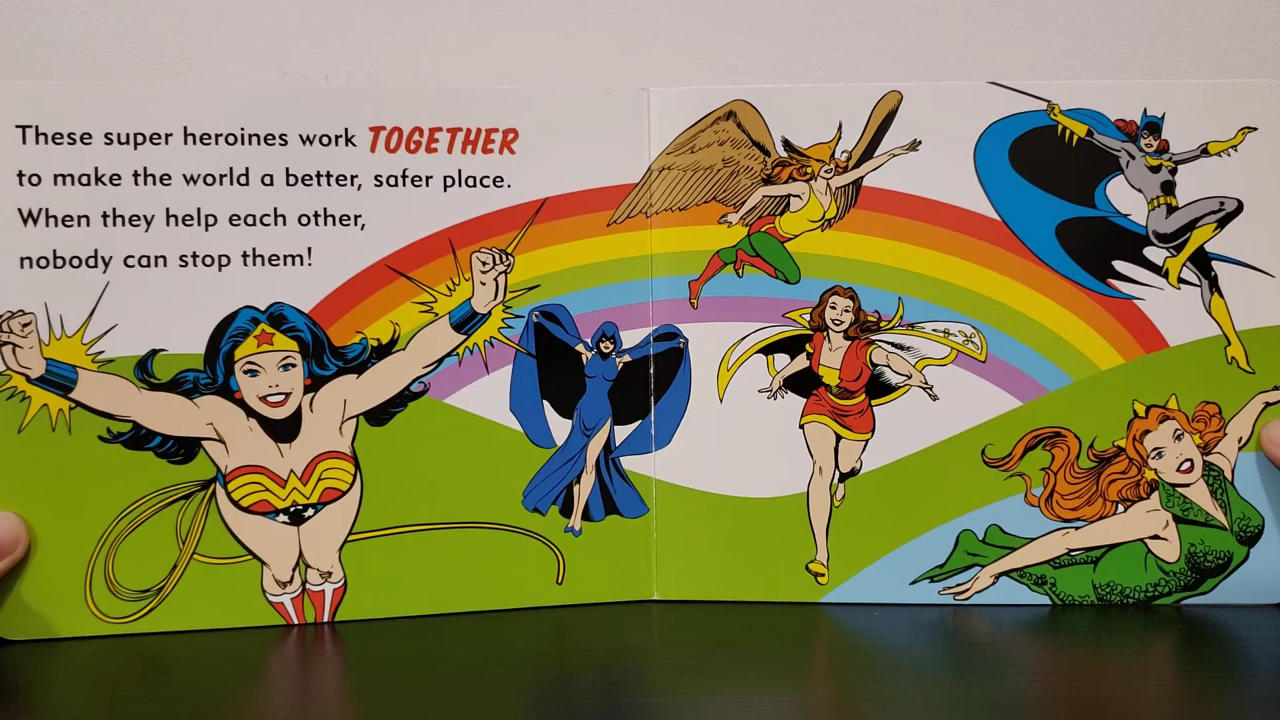 These super heroines work TOGETHER
to make the world a better, safer place.
When they help each other,
nobody can stop them!